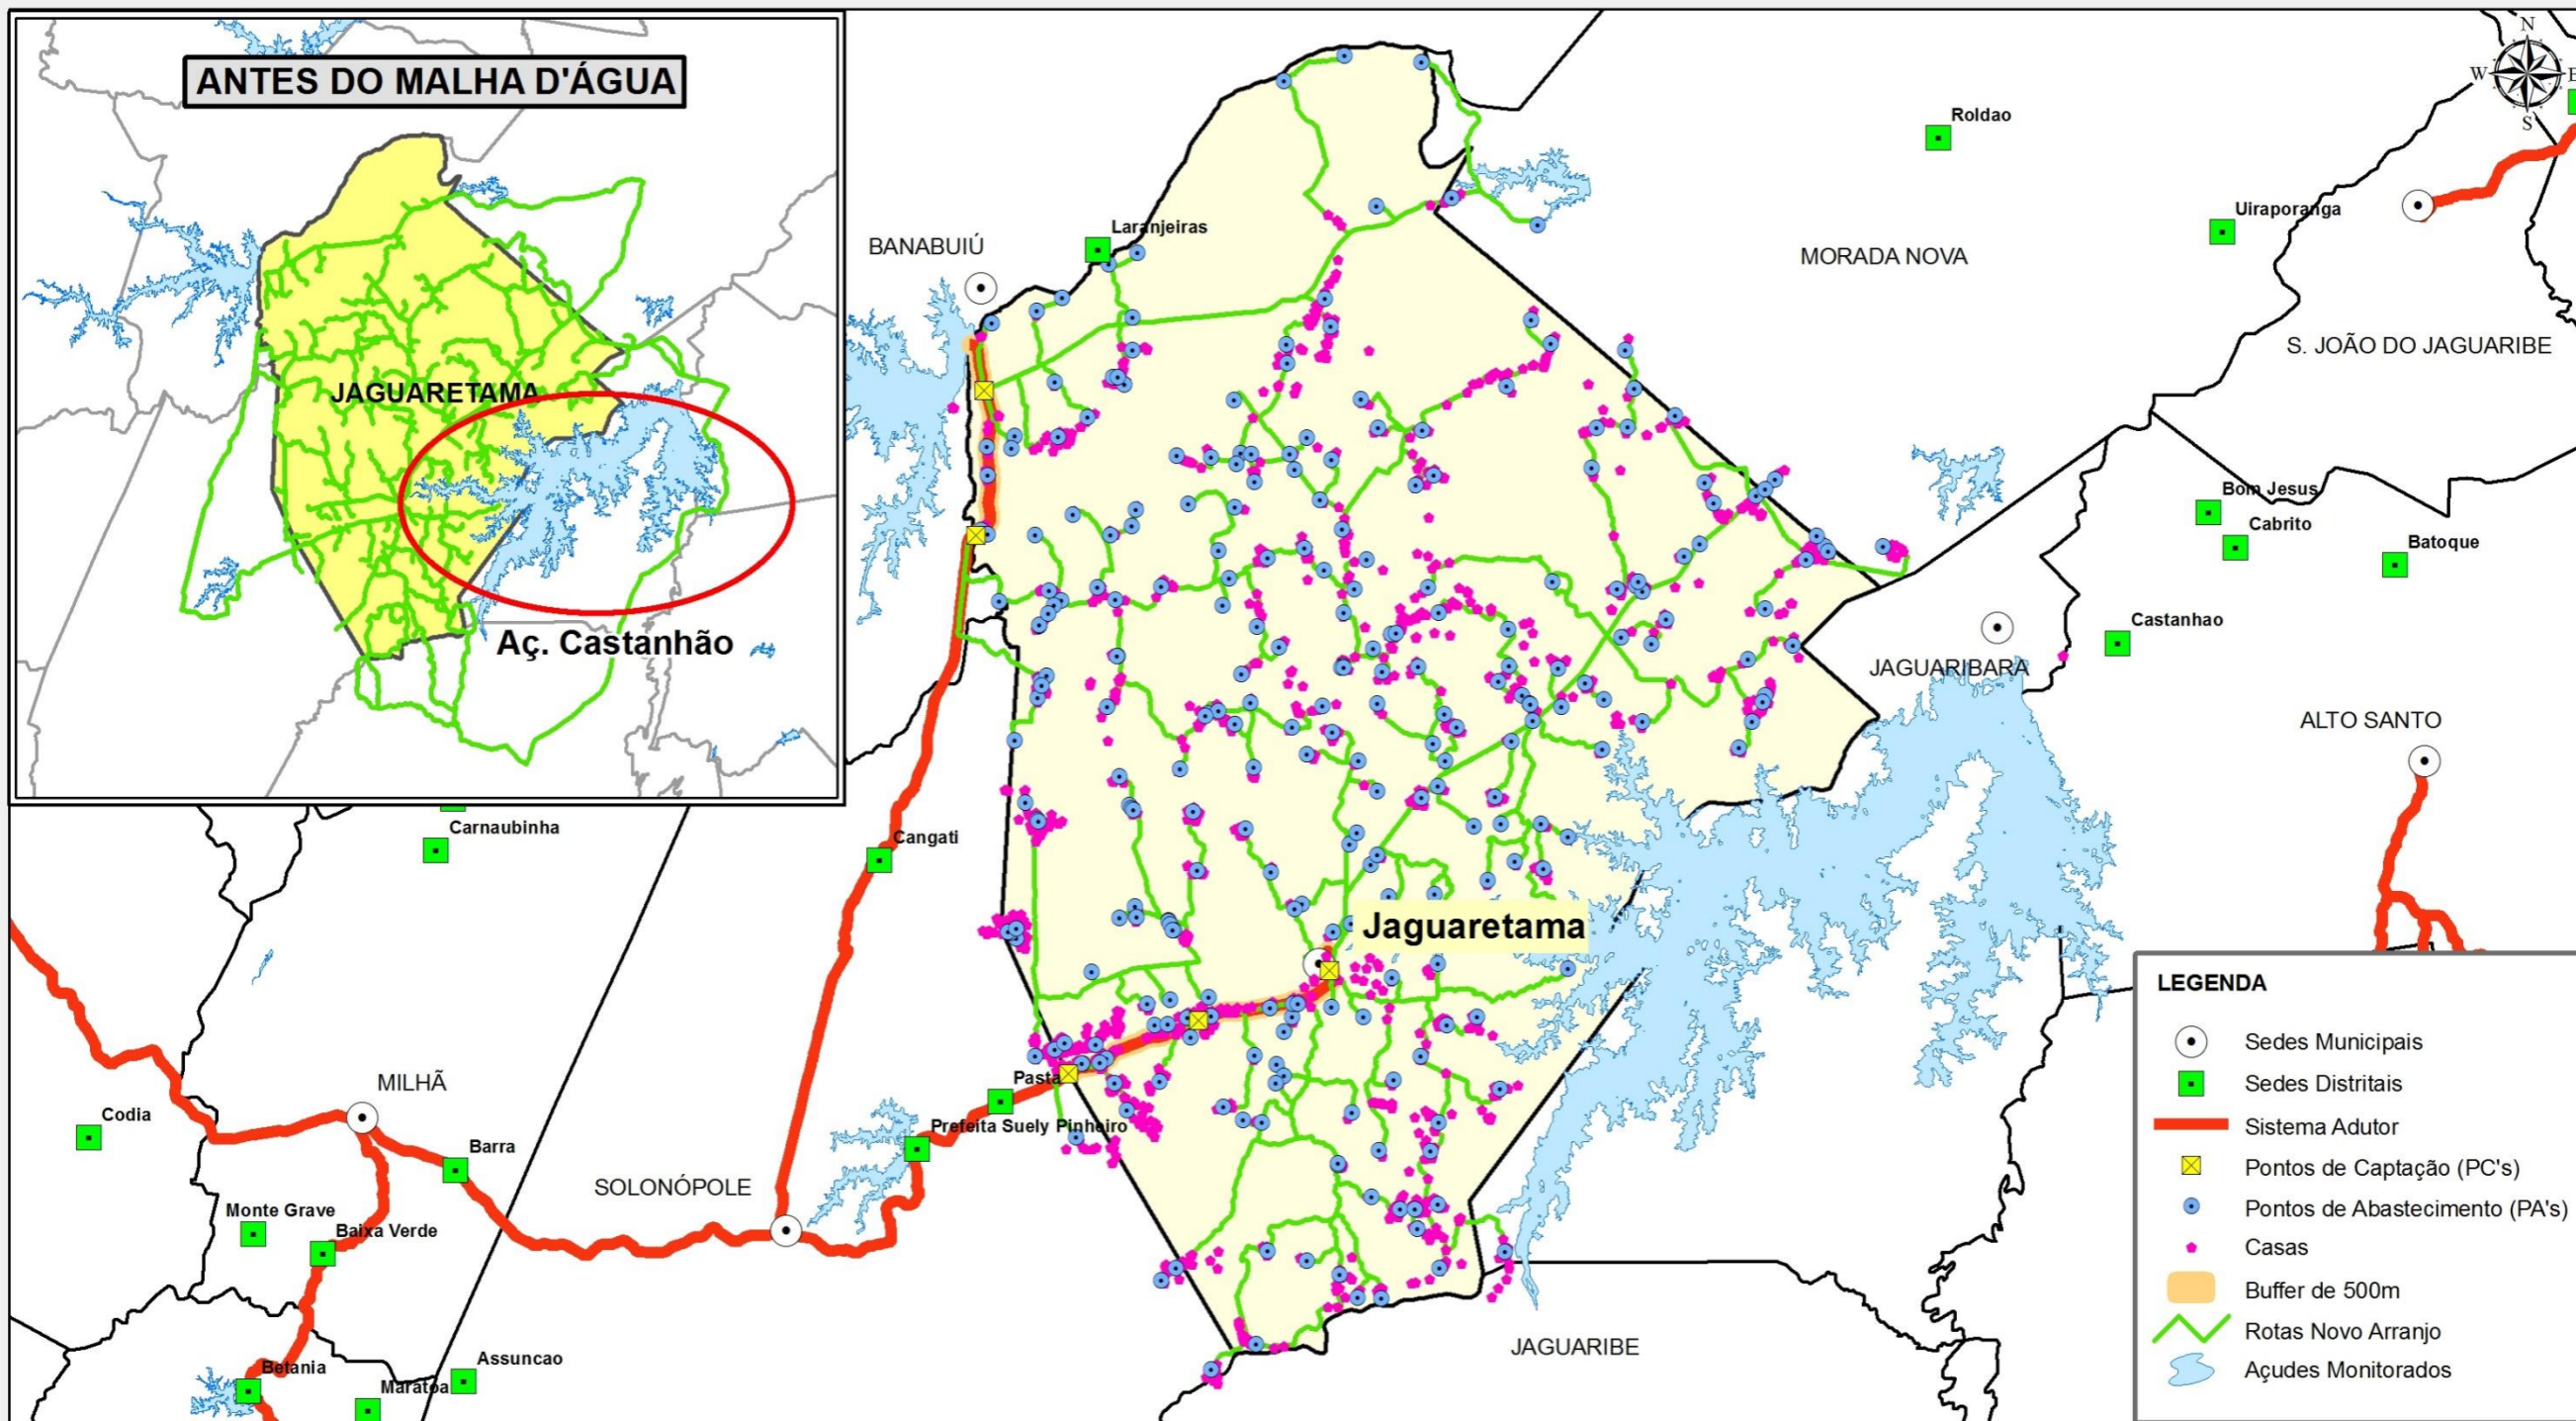 ANTES DO MALHA D'ÁGUA
JAGUARETAMA
Aç. Castanhão
N
W
E
S
Roldao
Uiraporanga
Laranjeiras
BANABUIÚ
MORADA NOVA
S. JOÃO DO JAGUARIBE
Bom Jesus
Cabrito
Batoque
Castanhao
JAGUARIBARA
ALTO SANTO
Carnaubinha
Cangati
Jaguaretama
MILHÃ
Pasta
Codia
Prefeita Suely Pinheiro
Barra
SOLONÓPOLE
Monte Grave
Baixa Verde
JAGUARIBE
Assuncao
Betania
Maratoa
LEGENDA
Sedes Municipais
Sedes Distritais
Sistema Adutor
Pontos de Captação (PC's)
Pontos de Abastecimento (PA's)
Casas
Buffer de 500m
Rotas Novo Arranjo
Açudes Monitorados